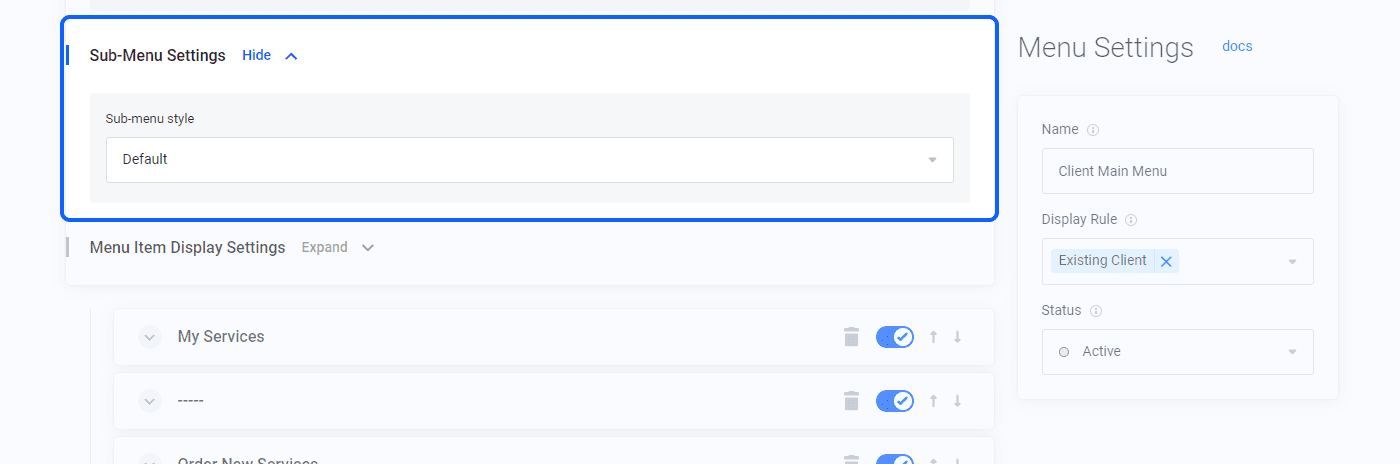 Sub-Menu Settings Hide
Sub-menu style
Default
Menu Item Display Settings Expand
My Services
-----
Order New Services
Menu Settings docs
Name
Client Main Menu
Display Rule
Existing Client
Status
Active